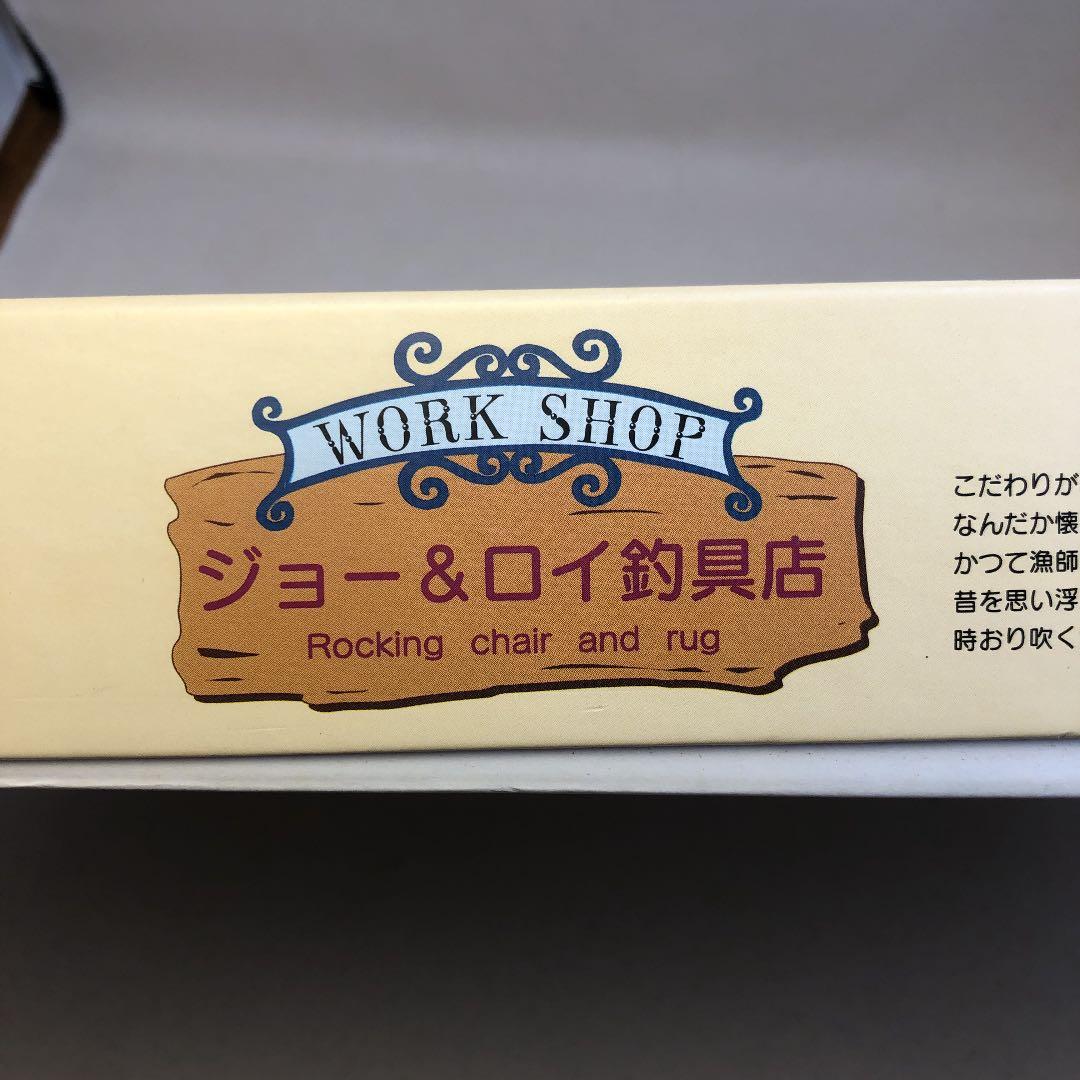 WORK SHOP
ジョー&ロイ釣具店
Rocking chair and rug
こだわりが
なんだか懐
かつて漁師
昔を思い浮
時おり吹く